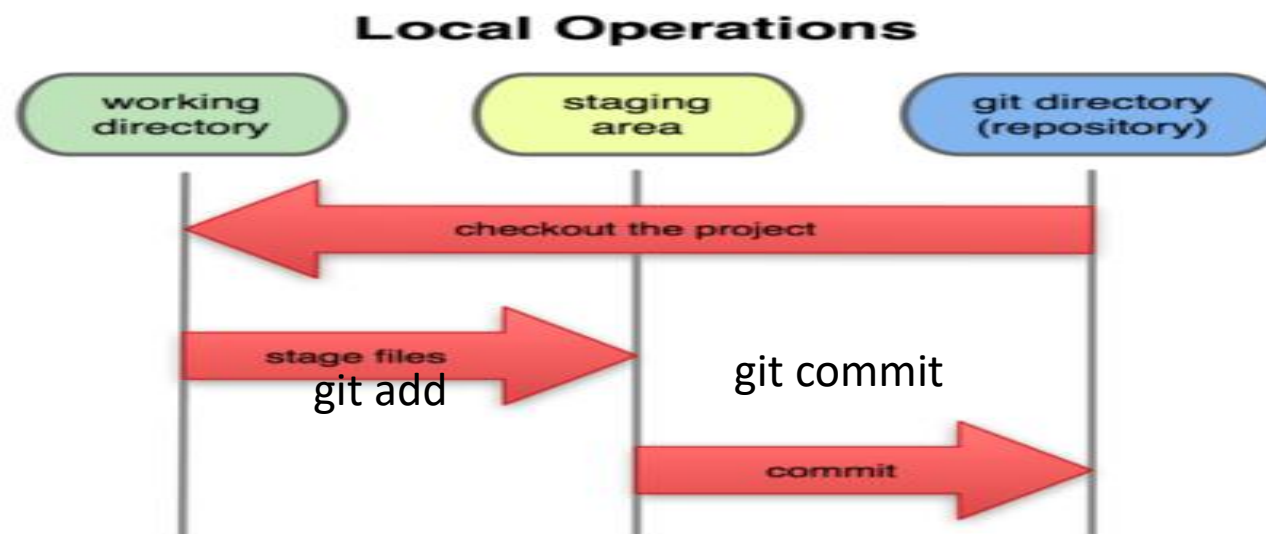 Local Operations
working
directory
staging
area
git directory
(repository)
checkout the project
stage files
git add
git commit
commit